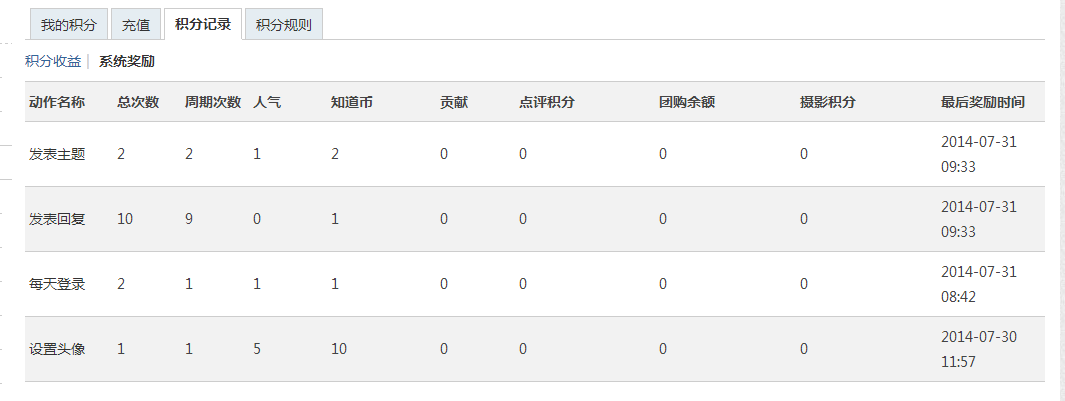 我的积分 充值 积分记录 积分规则
积分收益 系统奖励
动作名称 总次数 周期次数 人气 知道币 贡献 点评积分 团购余额 摄影积分 最后奖励时间
发表主题 2 2 1 2 0 0 0 0 2014-07-31
09:33
发表回复 10 9 0 1 0 0 0 0 2014-07-31
09:33
每天登录 2 1 1 1 0 0 0 0 2014-07-31
08:42
设置头像 1 1 5 10 0 0 0 0 2014-07-30
11:57